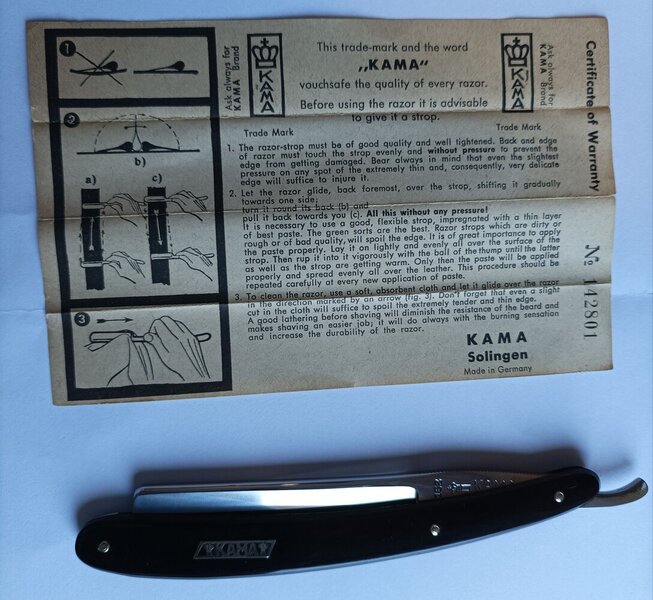 1
2
a)
b)
c)
3
Ask always for
KAMA Brand
KAMA
Trade Mark
This trade-mark and the word
„KAMA“
vouchsafe the quality of every razor.
Before using the razor it is advisable
to give it a strop.
KAMA
Ask always for
KAMA Brand
Trade Mark
1. The razor-strop must be of good quality and well tightened. Back and edge
of razor must touch the strop evenly and without pressure to prevent the
edge from getting damaged. Bear always in mind that even the slightest
pressure on any spot of the extremely thin and, consequently, very delicate
edge will suffice to injure it.
2. Let the razor glide, back foremost, over the strop, shifting it gradually
towards one side;
turn it round its back (b) and
pull it back towards you (c). All this without any pressure!
It is necessary to use a good, flexible strop, impregnated with a thin layer
of best paste. The green sorts are the best. Razor strops which are dirty or
rough or of bad quality, will spoil the edge. It is of great importance to apply
the paste properly. Lay it on lightly and evenly all over the surface of the
strop. Then rup it into it vigorously with the ball of the thump until the latter
as well as the strop are getting warm. Only then the paste will be applied
properly and spread evenly all over the leather. This procedure should be
repeated carefully at every new application of paste.
3. To clean the razor, use a soft, absorbent cloth and let it glide over the razor
in the direction marked by an arrow (fig. 3). Don't forget that even a slight
cut in the cloth will suffice to spoil the extremely tender and thin edge.
A good lathering before shaving will diminish the resistance of the beard and
makes shaving an easier job; it will do always with the burning sensation
and increase the durability of the razor.
KAMA
Solingen
Made in Germany
Certificate of Warranty
No 142801
KAMA